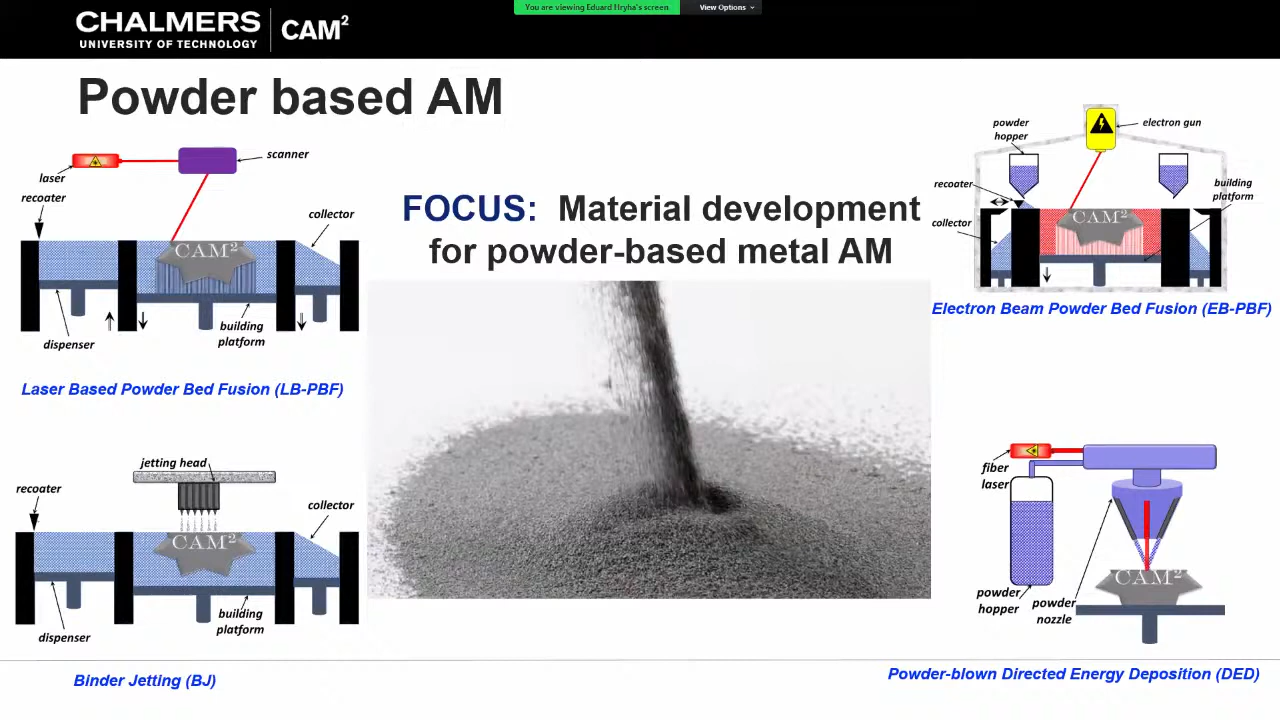 You are viewing Eduard Hryha's screen
View Options
CHALMERS
UNIVERSITY OF TECHNOLOGY
CAM²
Powder based AM
FOCUS: Material development
for powder-based metal AM
scanner
laser
recoater
collector
CAM²
building
platform
dispenser
Laser Based Powder Bed Fusion (LB-PBF)
powder
hopper
electron gun
recoater
building
platform
collector
CAM²
Electron Beam Powder Bed Fusion (EB-PBF)
jetting head
recoater
collector
CAM²
building
platform
dispenser
Binder Jetting (BJ)
fiber
laser
CAM²
powder
hopper
powder
nozzle
Powder-blown Directed Energy Deposition (DED)